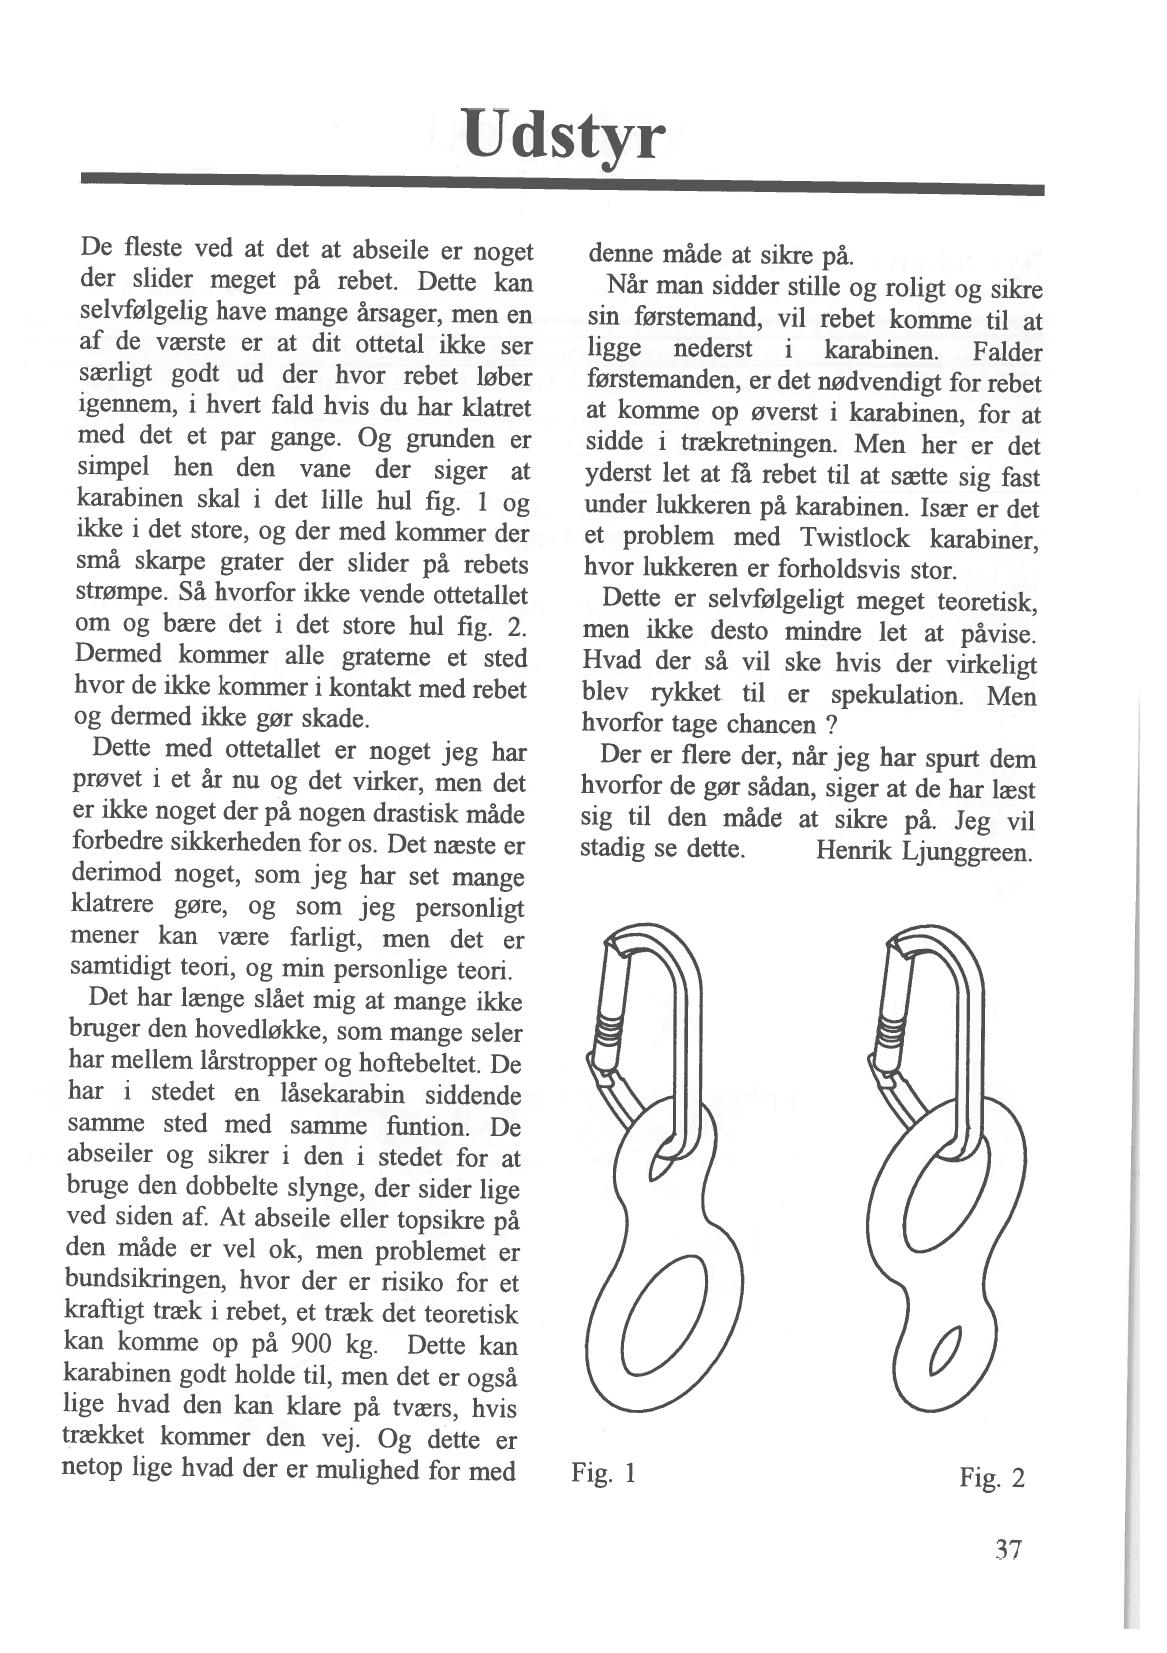 Udstyr
De fleste ved at det at abseile er noget
der slider meget på rebet. Dette kan
selvfølgelig have mange årsager, men en
af de værste er at dit ottetal ikke ser
særligt godt ud der hvor rebet løber
igennem, i hvert fald hvis du har klatret
med det et par gange. Og grunden er
simpel hen den vane der siger at
karabinen skal i det lille hul fig. 1 og
ikke i det store, og der med kommer der
små skarpe grater der slider på rebets
strømpe. Så hvorfor ikke vende ottetallet
om og bære det i det store hul fig. 2.
Dermed kommer alle graterne et sted
hvor de ikke kommer i kontakt med rebet
og dermed ikke gør skade.
Dette med ottetallet er noget jeg har
prøvet i et år nu og det virker, men det
er ikke noget der på nogen drastisk måde
forbedre sikkerheden for os. Det næste er
derimod noget, som jeg har set mange
klatrere gøre, og som jeg personligt
mener kan være farligt, men det er
samtidigt teori, og min personlige teori.
Det har længe slået mig at mange ikke
bruger den hovedløkke, som mange seler
har mellem lårstropper og hoftebeltet. De
har i stedet en låsekarabin siddende
samme sted med samme funtion. De
abseiler og sikrer i den i stedet for at
bruge den dobbelte slynge, der sider lige
ved siden af. At abseile eller topsikre på
den måde er vel ok, men problemet er
bundsikringen, hvor der er risiko for et
kraftigt træk i rebet, et træk det teoretisk
kan komme op på 900 kg. Dette kan
karabinen godt holde til, men det er også
lige hvad den kan klare på tværs, hvis
trækket kommer den vej. Og dette er
netop lige hvad der er mulighed for med
denne måde at sikre på.
Når man sidder stille og roligt og sikre
sin førstemand, vil rebet komme til at
ligge nederst i karabinen. Falder
førstemanden, er det nødvendigt for rebet
at komme op øverst i karabinen, for at
sidde i trækretningen. Men her er det
yderst let at få rebet til at sætte sig fast
under lukkeren på karabinen. Især er det
et problem med Twistlock karabiner,
hvor lukkeren er forholdsvis stor.
Dette er selvfølgeligt meget teoretisk,
men ikke desto mindre let at påvise.
Hvad der så vil ske hvis der virkeligt
blev rykket til er spekulation. Men
hvorfor tage chancen ?
Der er flere der, når jeg har spurt dem
hvorfor de gør sådan, siger at de har læst
sig til den måde at sikre på. Jeg vil
stadig se dette. Henrik Ljunggreen.
Fig. 1
Fig. 2
37